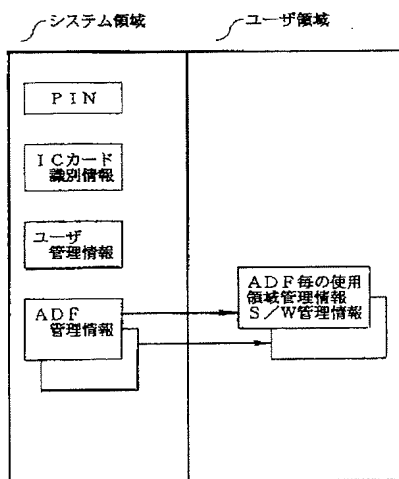 システム領域
ユーザ領域
ＰＩＮ
ＩＣカード
識別情報
ユーザ
管理情報
ＡＤＦ
管理情報
ＡＤＦ毎の使用
領域管理情報
Ｓ／Ｗ管理情報